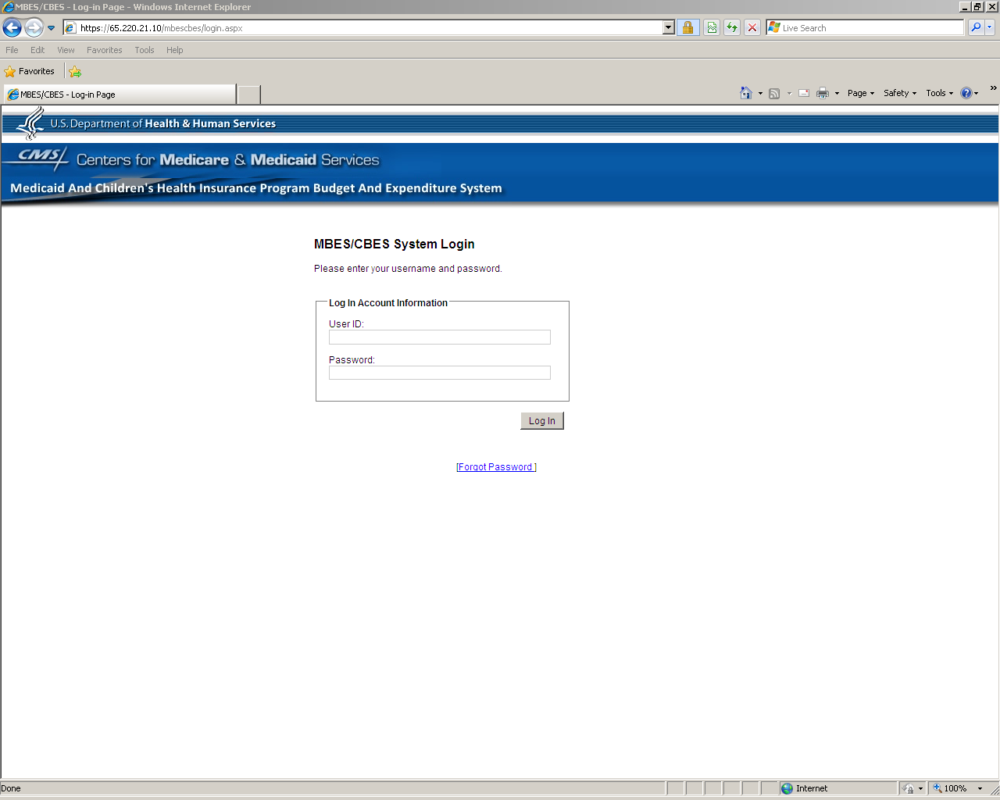 MBES/CBES - Log-in Page - Windows Internet Explorer
https://65.220.21.10/mbescbes/login.aspx
Live Search
File Edit View Favorites Tools Help
Favorites
MBES/CBES - Log-in Page
Page Safety Tools
U.S. Department of Health & Human Services
CMS Centers for Medicare & Medicaid Services
Medicaid And Children's Health Insurance Program Budget And Expenditure System
MBES/CBES System Login
Please enter your username and password.
Log In Account Information
User ID:
Password:
Log In
[Forgot Password ]
Done
Internet
100%